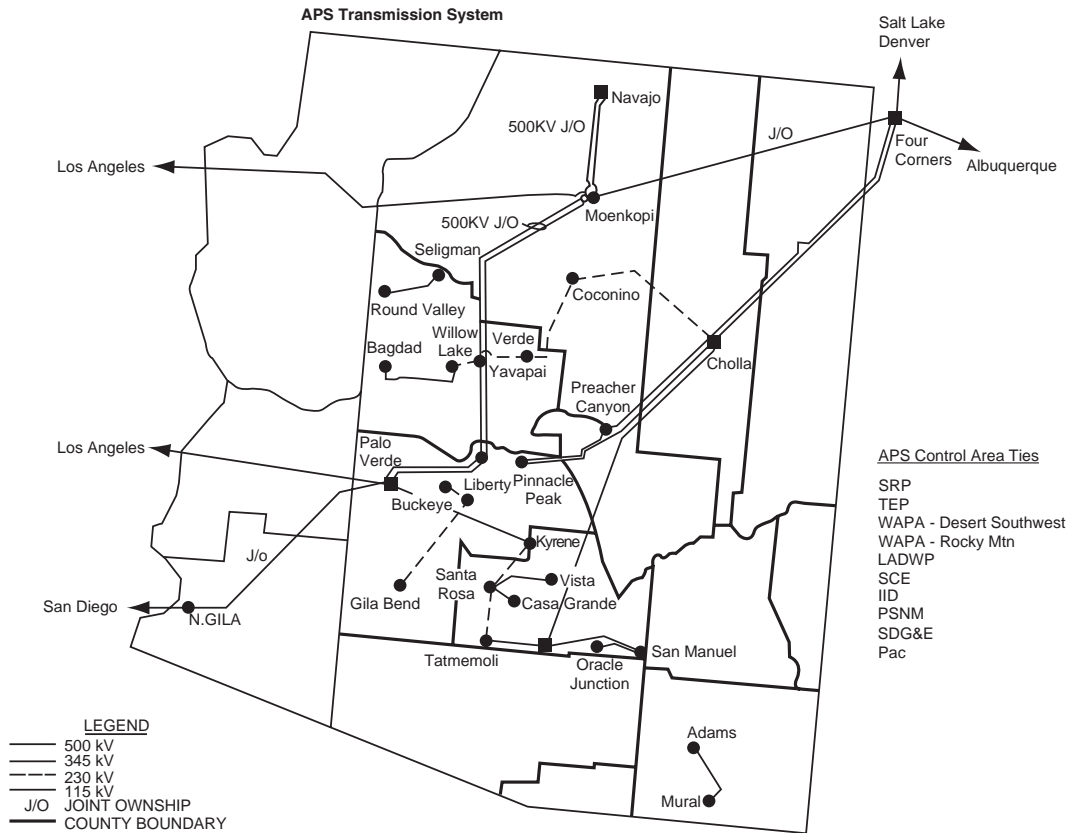 APS Transmission System
Salt Lake
Denver
Navajo
500KV J/O
J/O
Four
Corners
Albuquerque
Los Angeles
Moenkopi
500KV J/O
Seligman
Round Valley
Coconino
Willow
Lake
Verde
Bagdad
Yavapai
Cholla
Preacher
Canyon
Palo
Verde
Los Angeles
Liberty
Pinnacle
Peak
Buckeye
APS Control Area Ties
SRP
TEP
WAPA - Desert Southwest
WAPA - Rocky Mtn
LADWP
SCE
IID
PSNM
SDG&E
Pac
Kyrene
J/o
Santa
Rosa
Vista
Casa Grande
Gila Bend
San Diego
N.GILA
Tatmemoli
Oracle
Junction
San Manuel
Adams
Mural
LEGEND
500 kV
345 kV
230 kV
115 kV
J/O JOINT OWNSHIP
COUNTY BOUNDARY